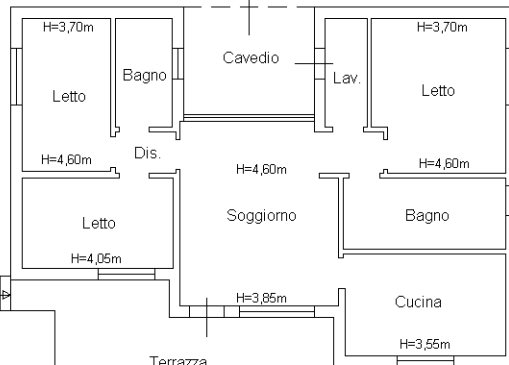 H=3,70m
H=3,70m
Cavedio
Bagno
Lav.
Letto
Letto
Dis.
H=4,60m
H=4,60m
H=4,60m
Letto
Soggiorno
Bagno
H=4,05m
H=3,85m
Cucina
H=3,55m
Terrazza